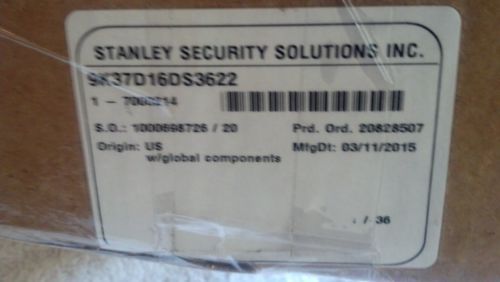 STANLEY SECURITY SOLUTIONS INC.
9K37D16DS3622
1 -
S.O.: 1000698726 / 20 Prd. Ord. 20828507
Origin: US MfgDt: 03/11/2015
w/global components
/ 36